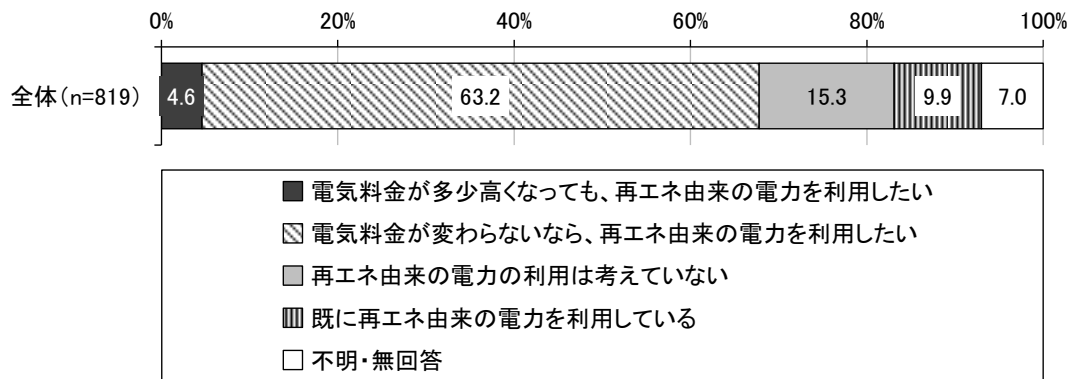 0% 20% 40% 60% 80% 100%
全体(n=819) 4.6 63.2 15.3 9.9 7.0
電気料金が多少高くなっても、再エネ由来の電力を利用したい
電気料金が変わらないなら、再エネ由来の電力を利用したい
再エネ由来の電力の利用は考えていない
既に再エネ由来の電力を利用している
不明・無回答